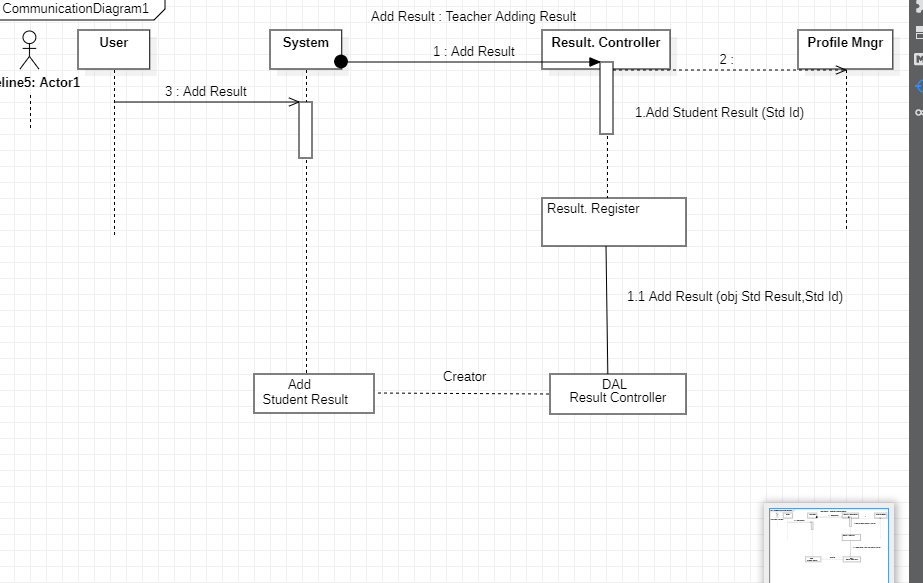 CommunicationDiagram1
Add Result : Teacher Adding Result
User
System
1 : Add Result
Result. Controller
2 :
Profile Mngr
eline5: Actor1
3 : Add Result
1.Add Student Result (Std Id)
Result. Register
1.1 Add Result (obj Std Result,Std Id)
Creator
Add
Student Result
DAL
Result Controller